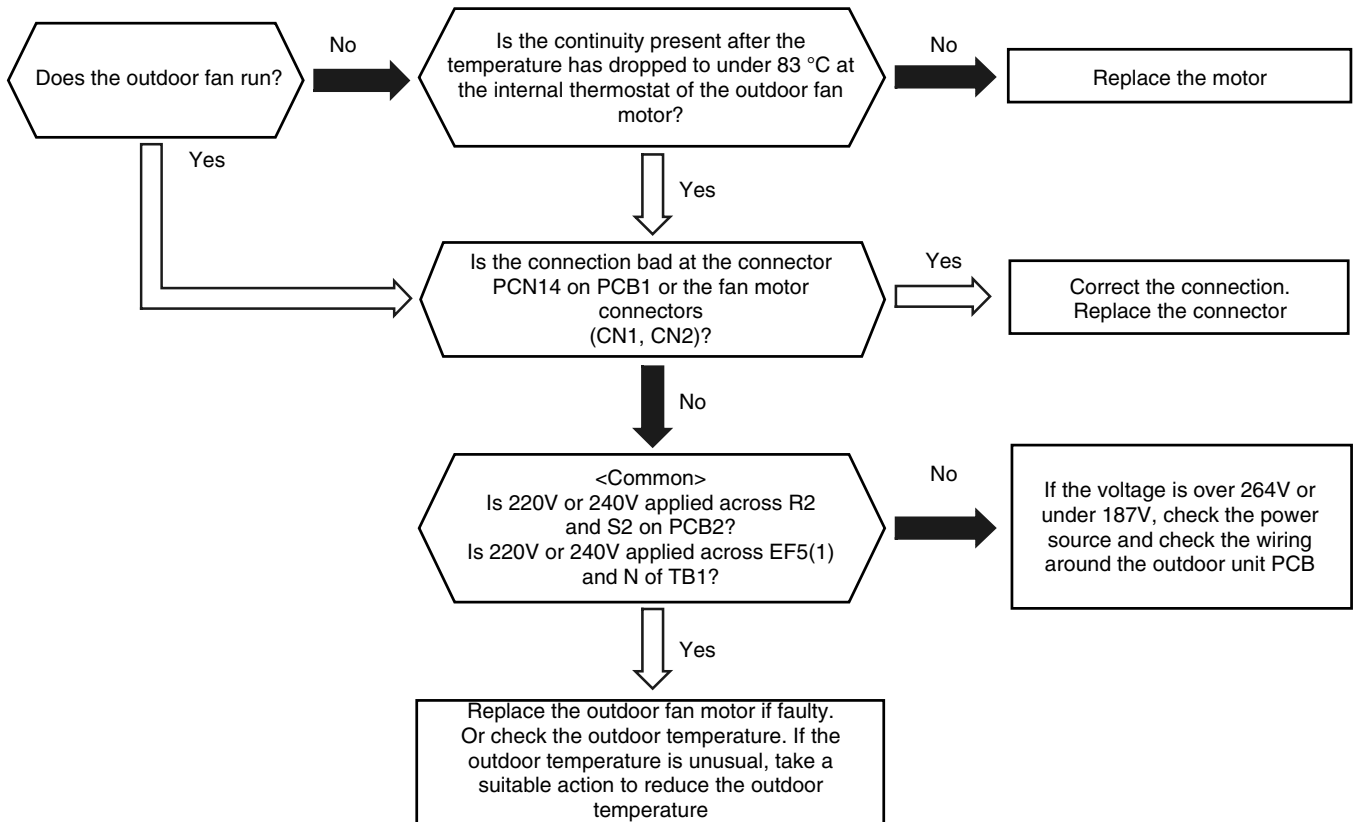 Does the outdoor fan run?
No
Is the continuity present after the
temperature has dropped to under 83 °C at
the internal thermostat of the outdoor fan
motor?
No
Replace the motor
Yes
Yes
Is the connection bad at the connector
PCN14 on PCB1 or the fan motor
connectors
(CN1, CN2)?
Yes
Correct the connection.
Replace the connector
No
<Common>
Is 220V or 240V applied across R2
and S2 on PCB2?
Is 220V or 240V applied across EF5(1)
and N of TB1?
No
If the voltage is over 264V or
under 187V, check the power
source and check the wiring
around the outdoor unit PCB
Yes
Replace the outdoor fan motor if faulty.
Or check the outdoor temperature. If the
outdoor temperature is unusual, take a
suitable action to reduce the outdoor
temperature